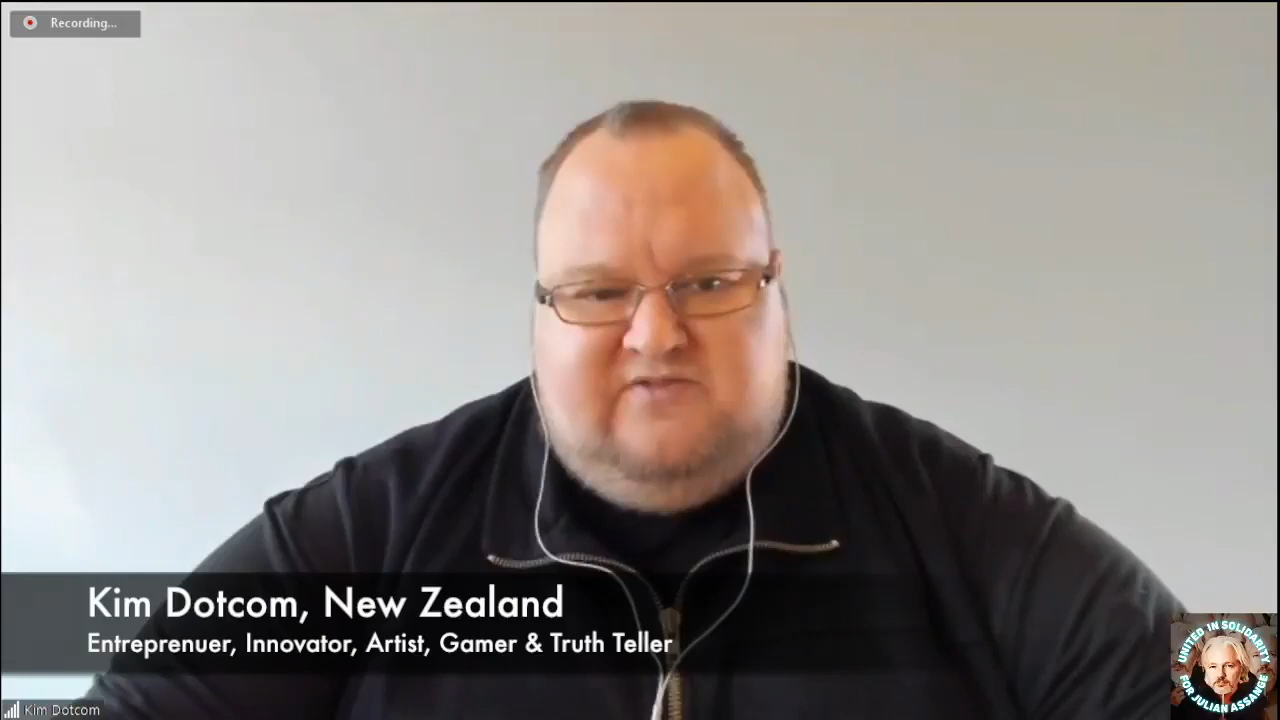 Recording...
Kim Dotcom, New Zealand
Entreprenuer, Innovator, Artist, Gamer & Truth Teller
UNITED IN SOLIDARITY
FOR JULIAN ASSANGE
Kim Dotcom